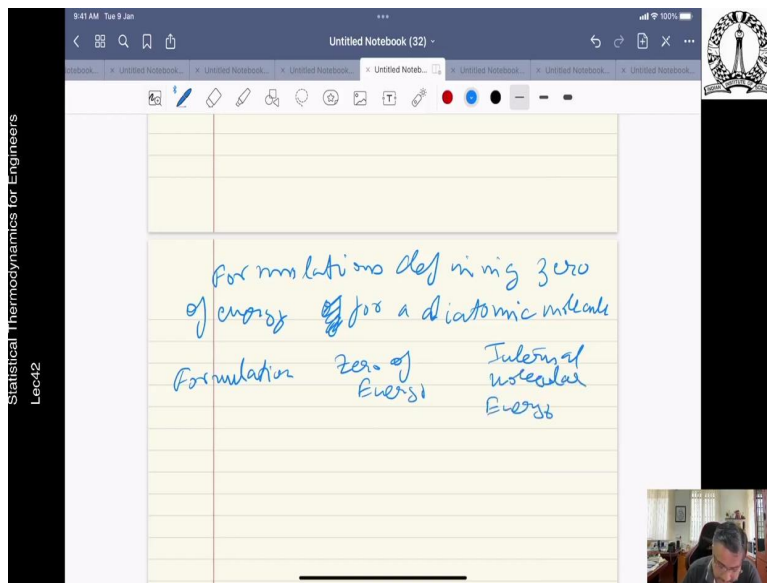 9:41 AM Tue 9 Jan
100%
Untitled Notebook (32)
Untitled Notebook...
Untitled Notebook...
Untitled Notebook...
Untitled Noteb...
Untitled Notebook...
Untitled Notebook...
Untitled Notebook...
Formulations defining zero
of energy for a diatomic molecule
Formulation Zero of Energy Internal molecular Energy
Statistical Thermodynamics for Engineers
Lec42